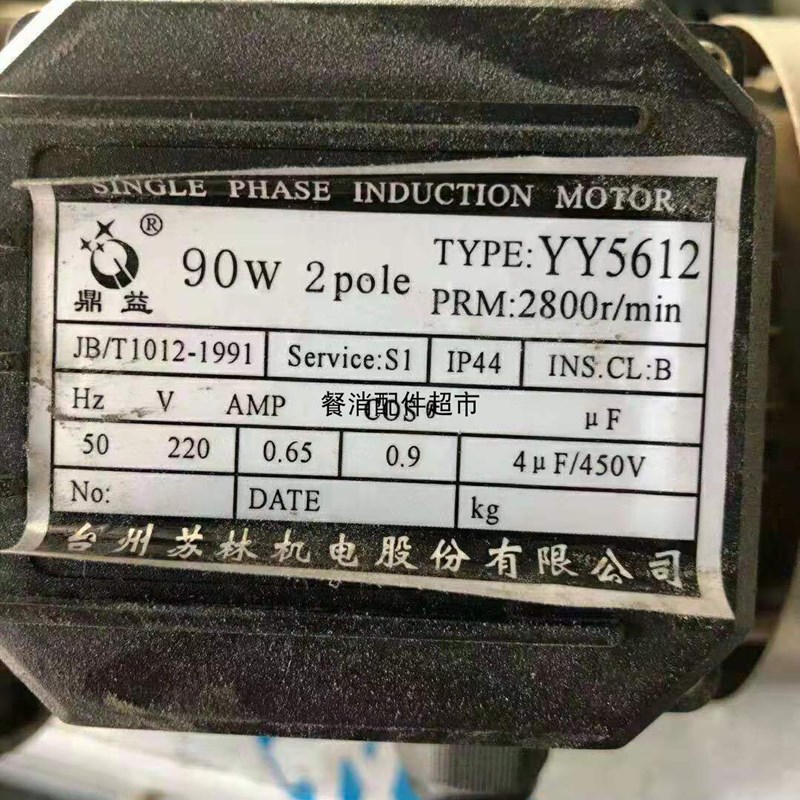 SINGLE PHASE INDUCTION MOTOR
®
鼎益
90W 2pole
TYPE:YY5612
PRM:2800r/min
JB/T1012-1991 Service:S1 IP44 INS.CL:B
Hz V AMP COS μF
餐消配件超市
50 220 0.65 0.9 4μF/450V
No: DATE kg
台州苏林机电股份有限公司